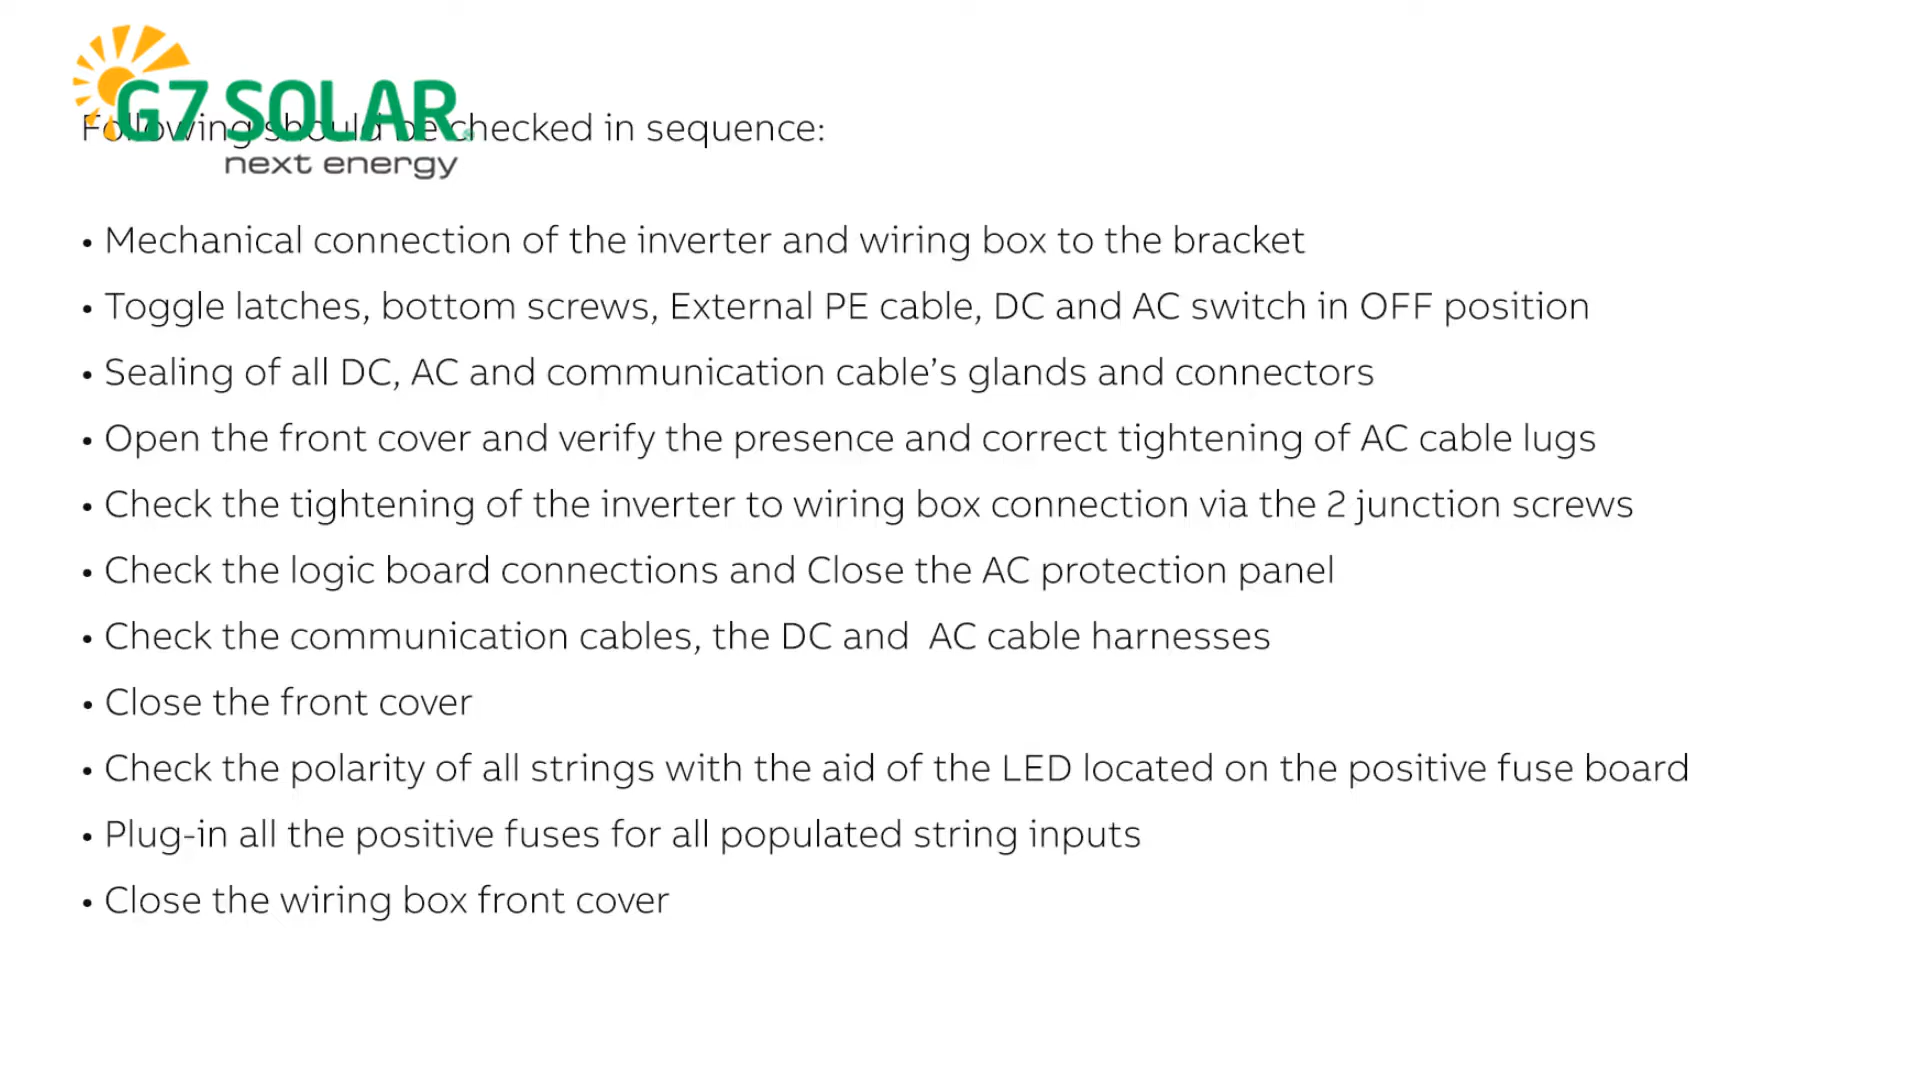 G7 SOLAR
next energy
Following should be checked in sequence:
• Mechanical connection of the inverter and wiring box to the bracket
• Toggle latches, bottom screws, External PE cable, DC and AC switch in OFF position
• Sealing of all DC, AC and communication cable’s glands and connectors
• Open the front cover and verify the presence and correct tightening of AC cable lugs
• Check the tightening of the inverter to wiring box connection via the 2 junction screws
• Check the logic board connections and Close the AC protection panel
• Check the communication cables, the DC and  AC cable harnesses
• Close the front cover
• Check the polarity of all strings with the aid of the LED located on the positive fuse board
• Plug-in all the positive fuses for all populated string inputs
• Close the wiring box front cover